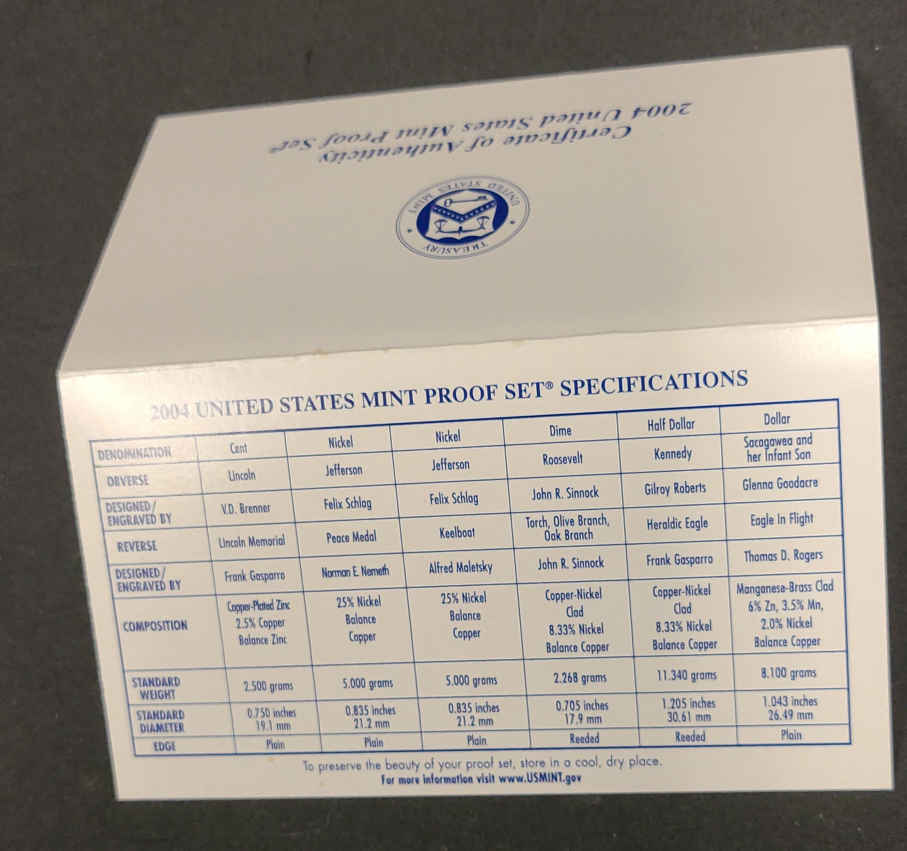 Certificate of Authenticity
2004 United States Mint Proof Set®
TREASURY
UNITED STATES MINT
2004 UNITED STATES MINT PROOF SET® SPECIFICATIONS
DENOMINATION Cent Nickel Nickel Dime Half Dollar Dollar
OBVERSE Lincoln Jefferson Jefferson Roosevelt Kennedy Sacagawea and her Infant Son
DESIGNED/ ENGRAVED BY V.D. Brenner Felix Schlag Felix Schlag John R. Sinnock Gilroy Roberts Glenna Goodacre
REVERSE Lincoln Memorial Peace Medal Keelboat Torch, Olive Branch, Oak Branch Heraldic Eagle Eagle In Flight
DESIGNED/ ENGRAVED BY Frank Gasparro Norman E. Nemeth Alfred Maletsky John R. Sinnock Frank Gasparro Thomas D. Rogers
COMPOSITION Copper-Plated Zinc 2.5% Copper Balance Zinc 25% Nickel Balance Copper 25% Nickel Balance Copper Copper-Nickel Clad 8.33% Nickel Balance Copper Copper-Nickel Clad 8.33% Nickel Balance Copper Manganese-Brass Clad 6% Zn, 3.5% Mn, 2.0% Nickel Balance Copper
STANDARD WEIGHT 2.500 grams 5.000 grams 5.000 grams 2.268 grams 11.340 grams 8.100 grams
STANDARD DIAMETER 0.750 inches 19.1 mm 0.835 inches 21.2 mm 0.835 inches 21.2 mm 0.705 inches 17.9 mm 1.205 inches 30.61 mm 1.043 inches 26.49 mm
EDGE Plain Plain Plain Reeded Reeded Plain
To preserve the beauty of your proof set, store in a cool, dry place.
For more information visit www.USMINT.gov